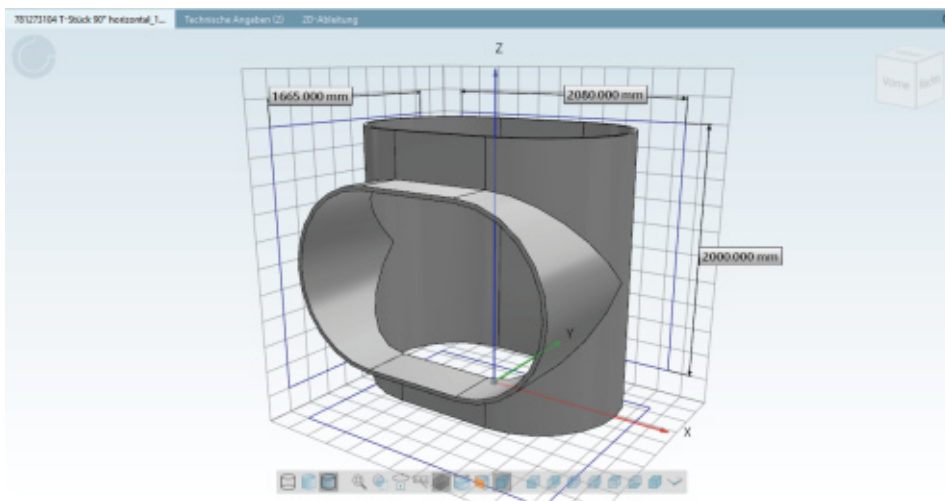 781273104 T-Stück 90° horizontal_1... Technische Angaben (2) 2D-Ableitung
Z
1665.000 mm 2080.000 mm
Vorne
2000.000 mm
Y
X